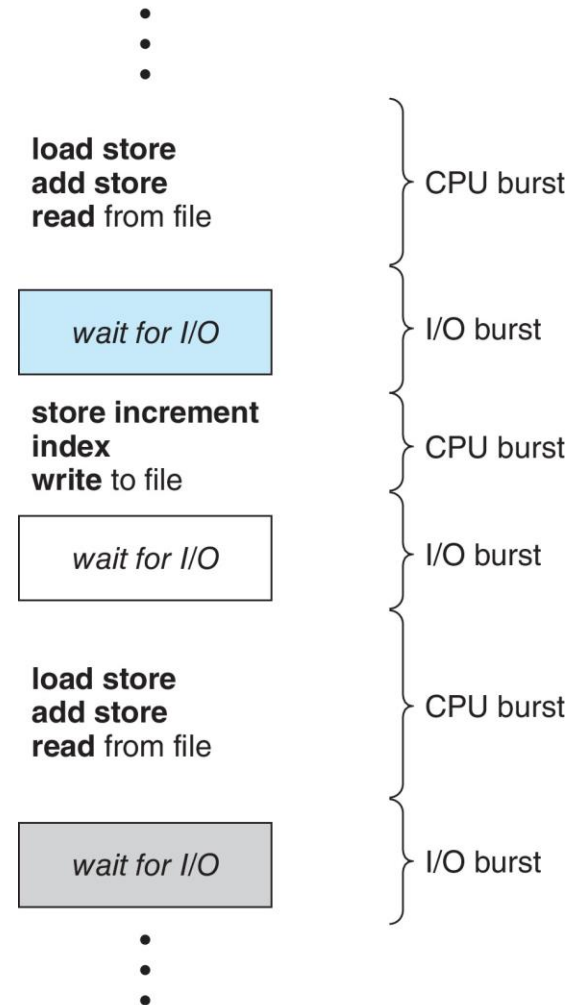 load store
add store
read from file
CPU burst
wait for I/O
I/O burst
store increment
index
write to file
CPU burst
wait for I/O
I/O burst
load store
add store
read from file
CPU burst
wait for I/O
I/O burst